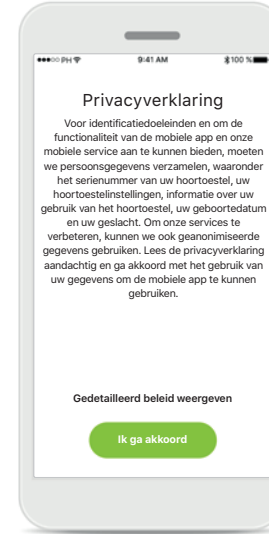 ●●●○○ PH 9:41 AM 100 %
Privacyverklaring
Voor identificatiedoeleinden en om de
functionaliteit van de mobiele app en onze
mobiele service aan te kunnen bieden, moeten
we persoonsgegevens verzamelen, waaronder
het serienummer van uw hoortoestel, uw
hoortoestelinstellingen, informatie over uw
gebruik van het hoortoestel, uw geboortedatum
en uw geslacht. Om onze services te
verbeteren, kunnen we ook geanonimiseerde
gegevens gebruiken. Lees de privacyverklaring
aandachtig en ga akkoord met het gebruik van
uw gegevens om de mobiele app te kunnen
gebruiken.
Gedetailleerd beleid weergeven
Ik ga akkoord